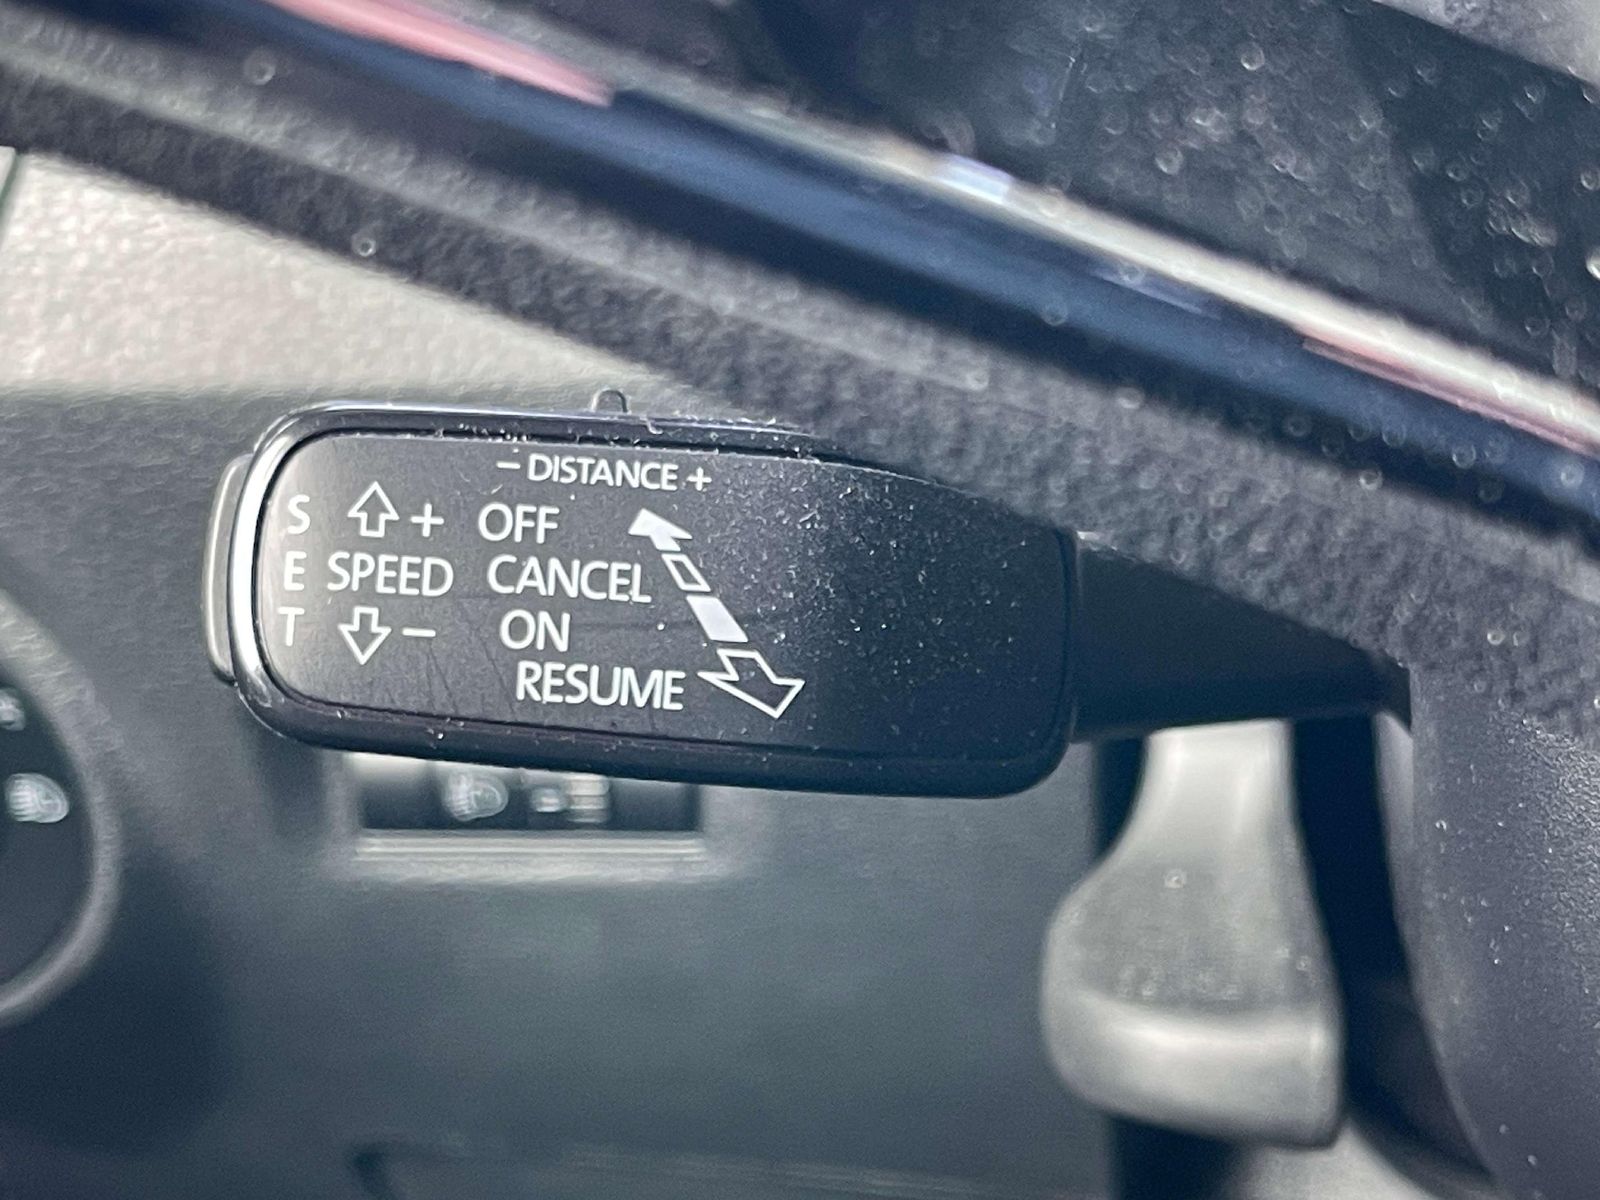 − DISTANCE +
S + OFF
E SPEED CANCEL
T − ON
RESUME